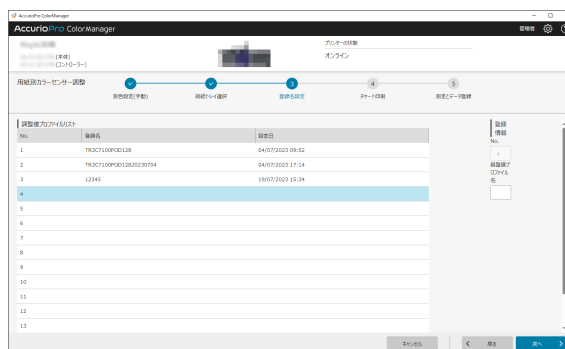 AccurioPro ColorManager
AccurioPro ColorManager
管理者
プリンターの状態
(本体)
オンライン
(コントローラー)
用紙別カラーセンサー調整
3
4
5
測色設定(手動)
給紙トレイ選択
登録名設定
チャート印刷
測定とデータ登録
調整値プロファイルリスト
登録
情報
No.
登録名
設定日
No.
1
TR3C7100POD128
04/07/2023 09:52
4
2
TR3C7100POD12820230704
04/07/2023 17:14
調整値プ
ロファイル
名
3
12345
19/07/2023 15:34
4
5
6
7
8
9
10
11
12
13
キャンセル
戻る
次へ